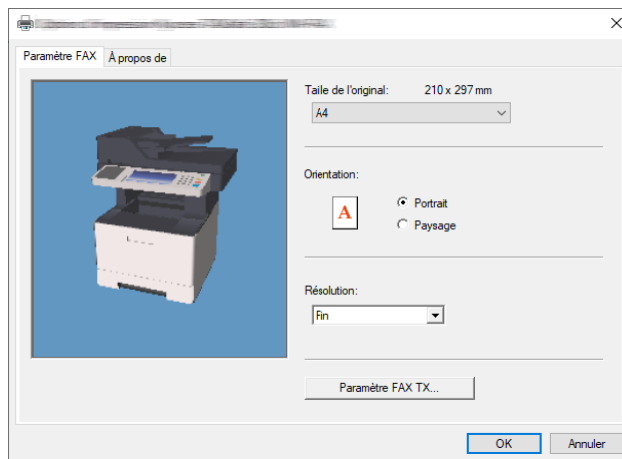 Paramètre FAX
À propos de
Taille de l'original: 210 x 297 mm
A4
Orientation:
A
Portrait
Paysage
Résolution:
Fin
Paramètre FAX TX...
OK
Annuler